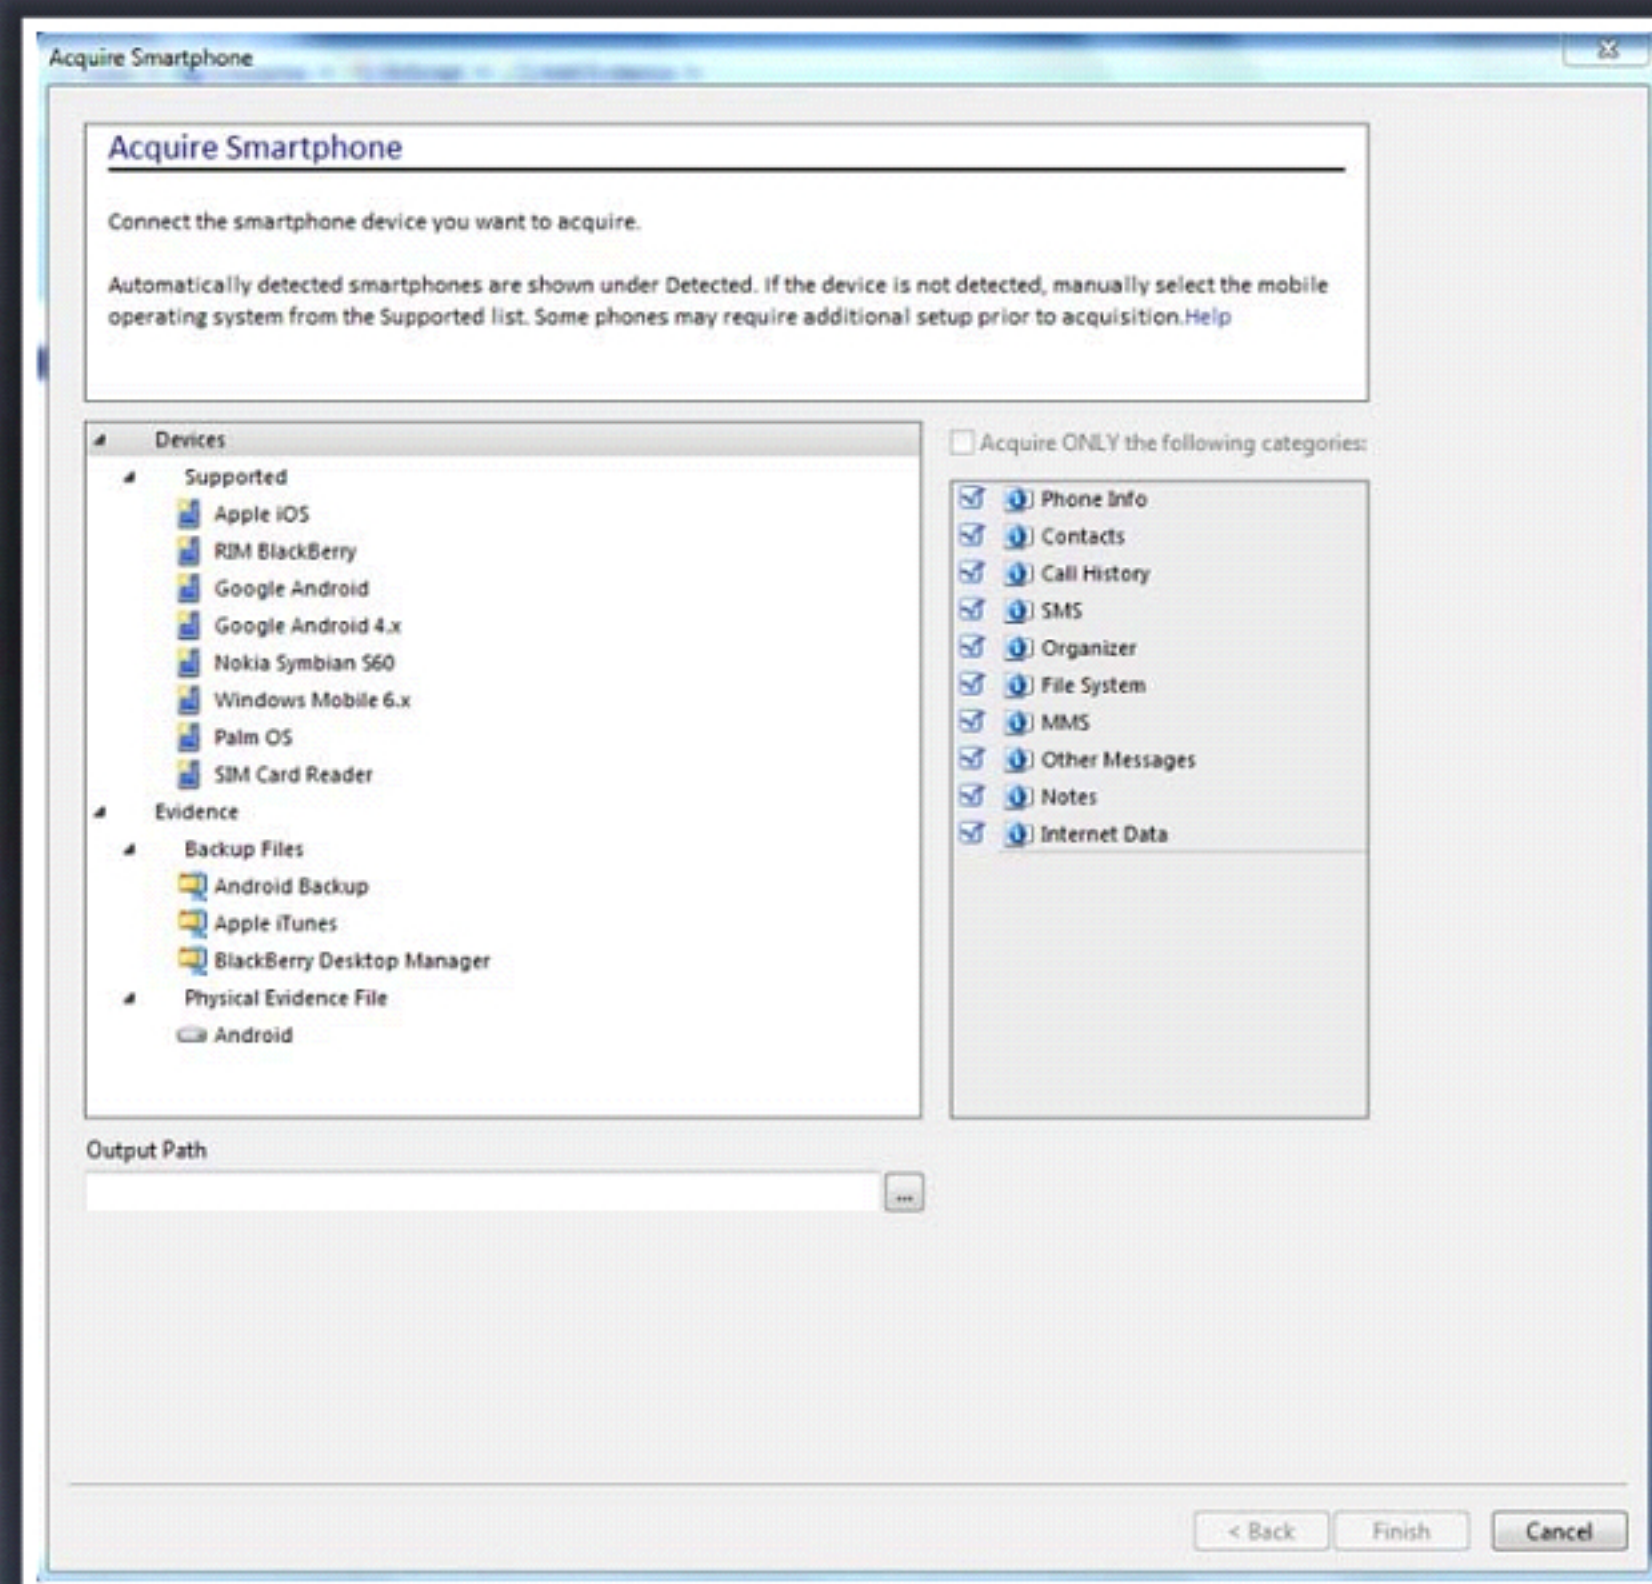 Acquire Smartphone
Acquire Smartphone
Connect the smartphone device you want to acquire.
Automatically detected smartphones are shown under Detected. If the device is not detected, manually select the mobile
operating system from the Supported list. Some phones may require additional setup prior to acquisition.Help
Devices
Supported
Apple iOS
RIM BlackBerry
Google Android
Google Android 4.x
Nokia Symbian S60
Windows Mobile 6.x
Palm OS
SIM Card Reader
Evidence
Backup Files
Android Backup
Apple iTunes
BlackBerry Desktop Manager
Physical Evidence File
Android
Acquire ONLY the following categories:
Phone Info
Contacts
Call History
SMS
Organizer
File System
MMS
Other Messages
Notes
Internet Data
Output Path
...
< Back
Finish
Cancel